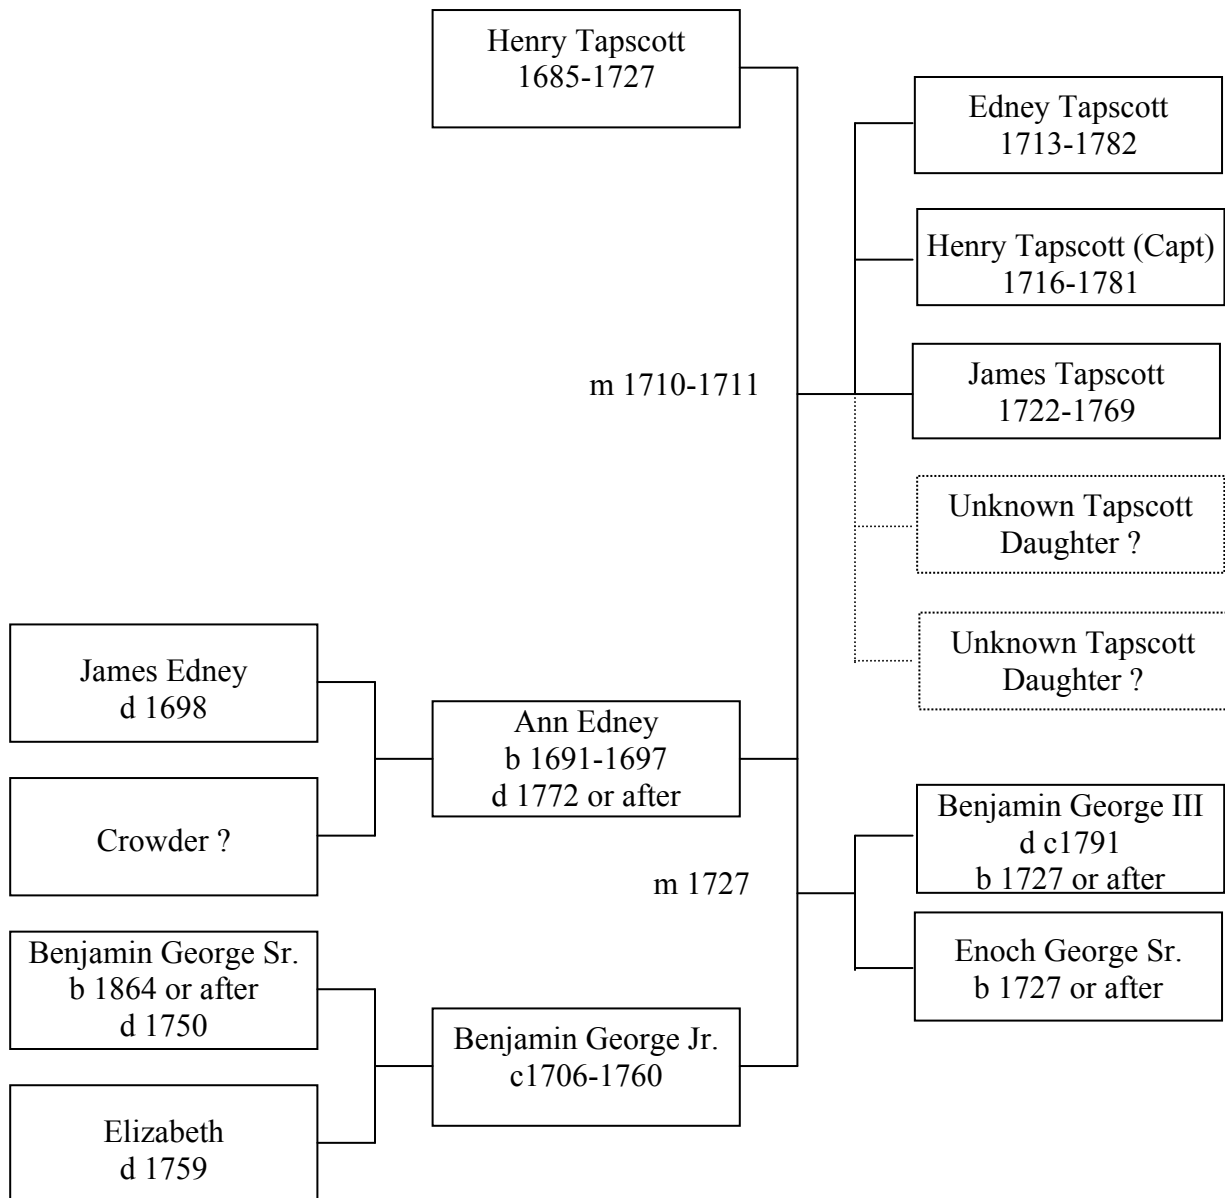 Henry Tapscott
1685-1727
Edney Tapscott
1713-1782
Henry Tapscott (Capt)
1716-1781
m 1710-1711
James Tapscott
1722-1769
Unknown Tapscott
Daughter ?
Unknown Tapscott
Daughter ?
James Edney
d 1698
Crowder ?
Ann Edney
b 1691-1697
d 1772 or after
m 1727
Benjamin George III
d c1791
b 1727 or after
Enoch George Sr.
b 1727 or after
Benjamin George Sr.
b 1864 or after
d 1750
Elizabeth
d 1759
Benjamin George Jr.
c1706-1760